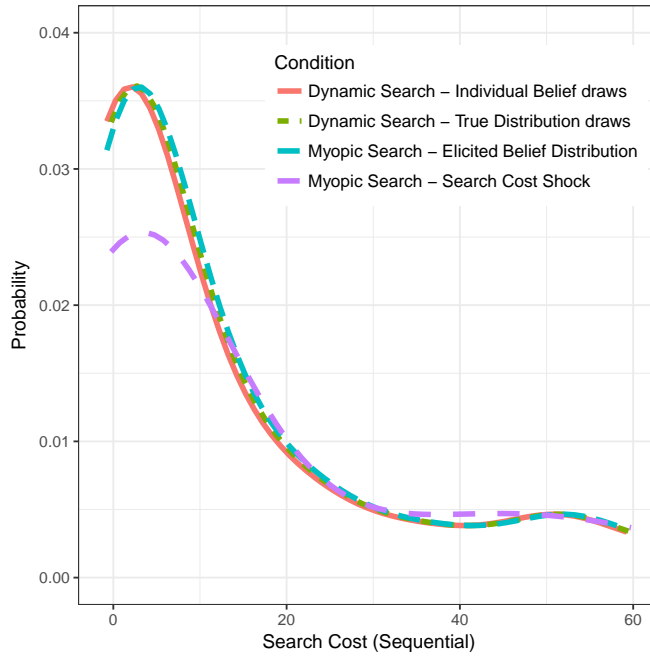 0.04
0.03
0.02
0.01
0.00
Probability
Condition
Dynamic Search − Individual Belief draws
Dynamic Search − True Distribution draws
Myopic Search − Elicited Belief Distribution
Myopic Search − Search Cost Shock
0 20 40 60
Search Cost (Sequential)